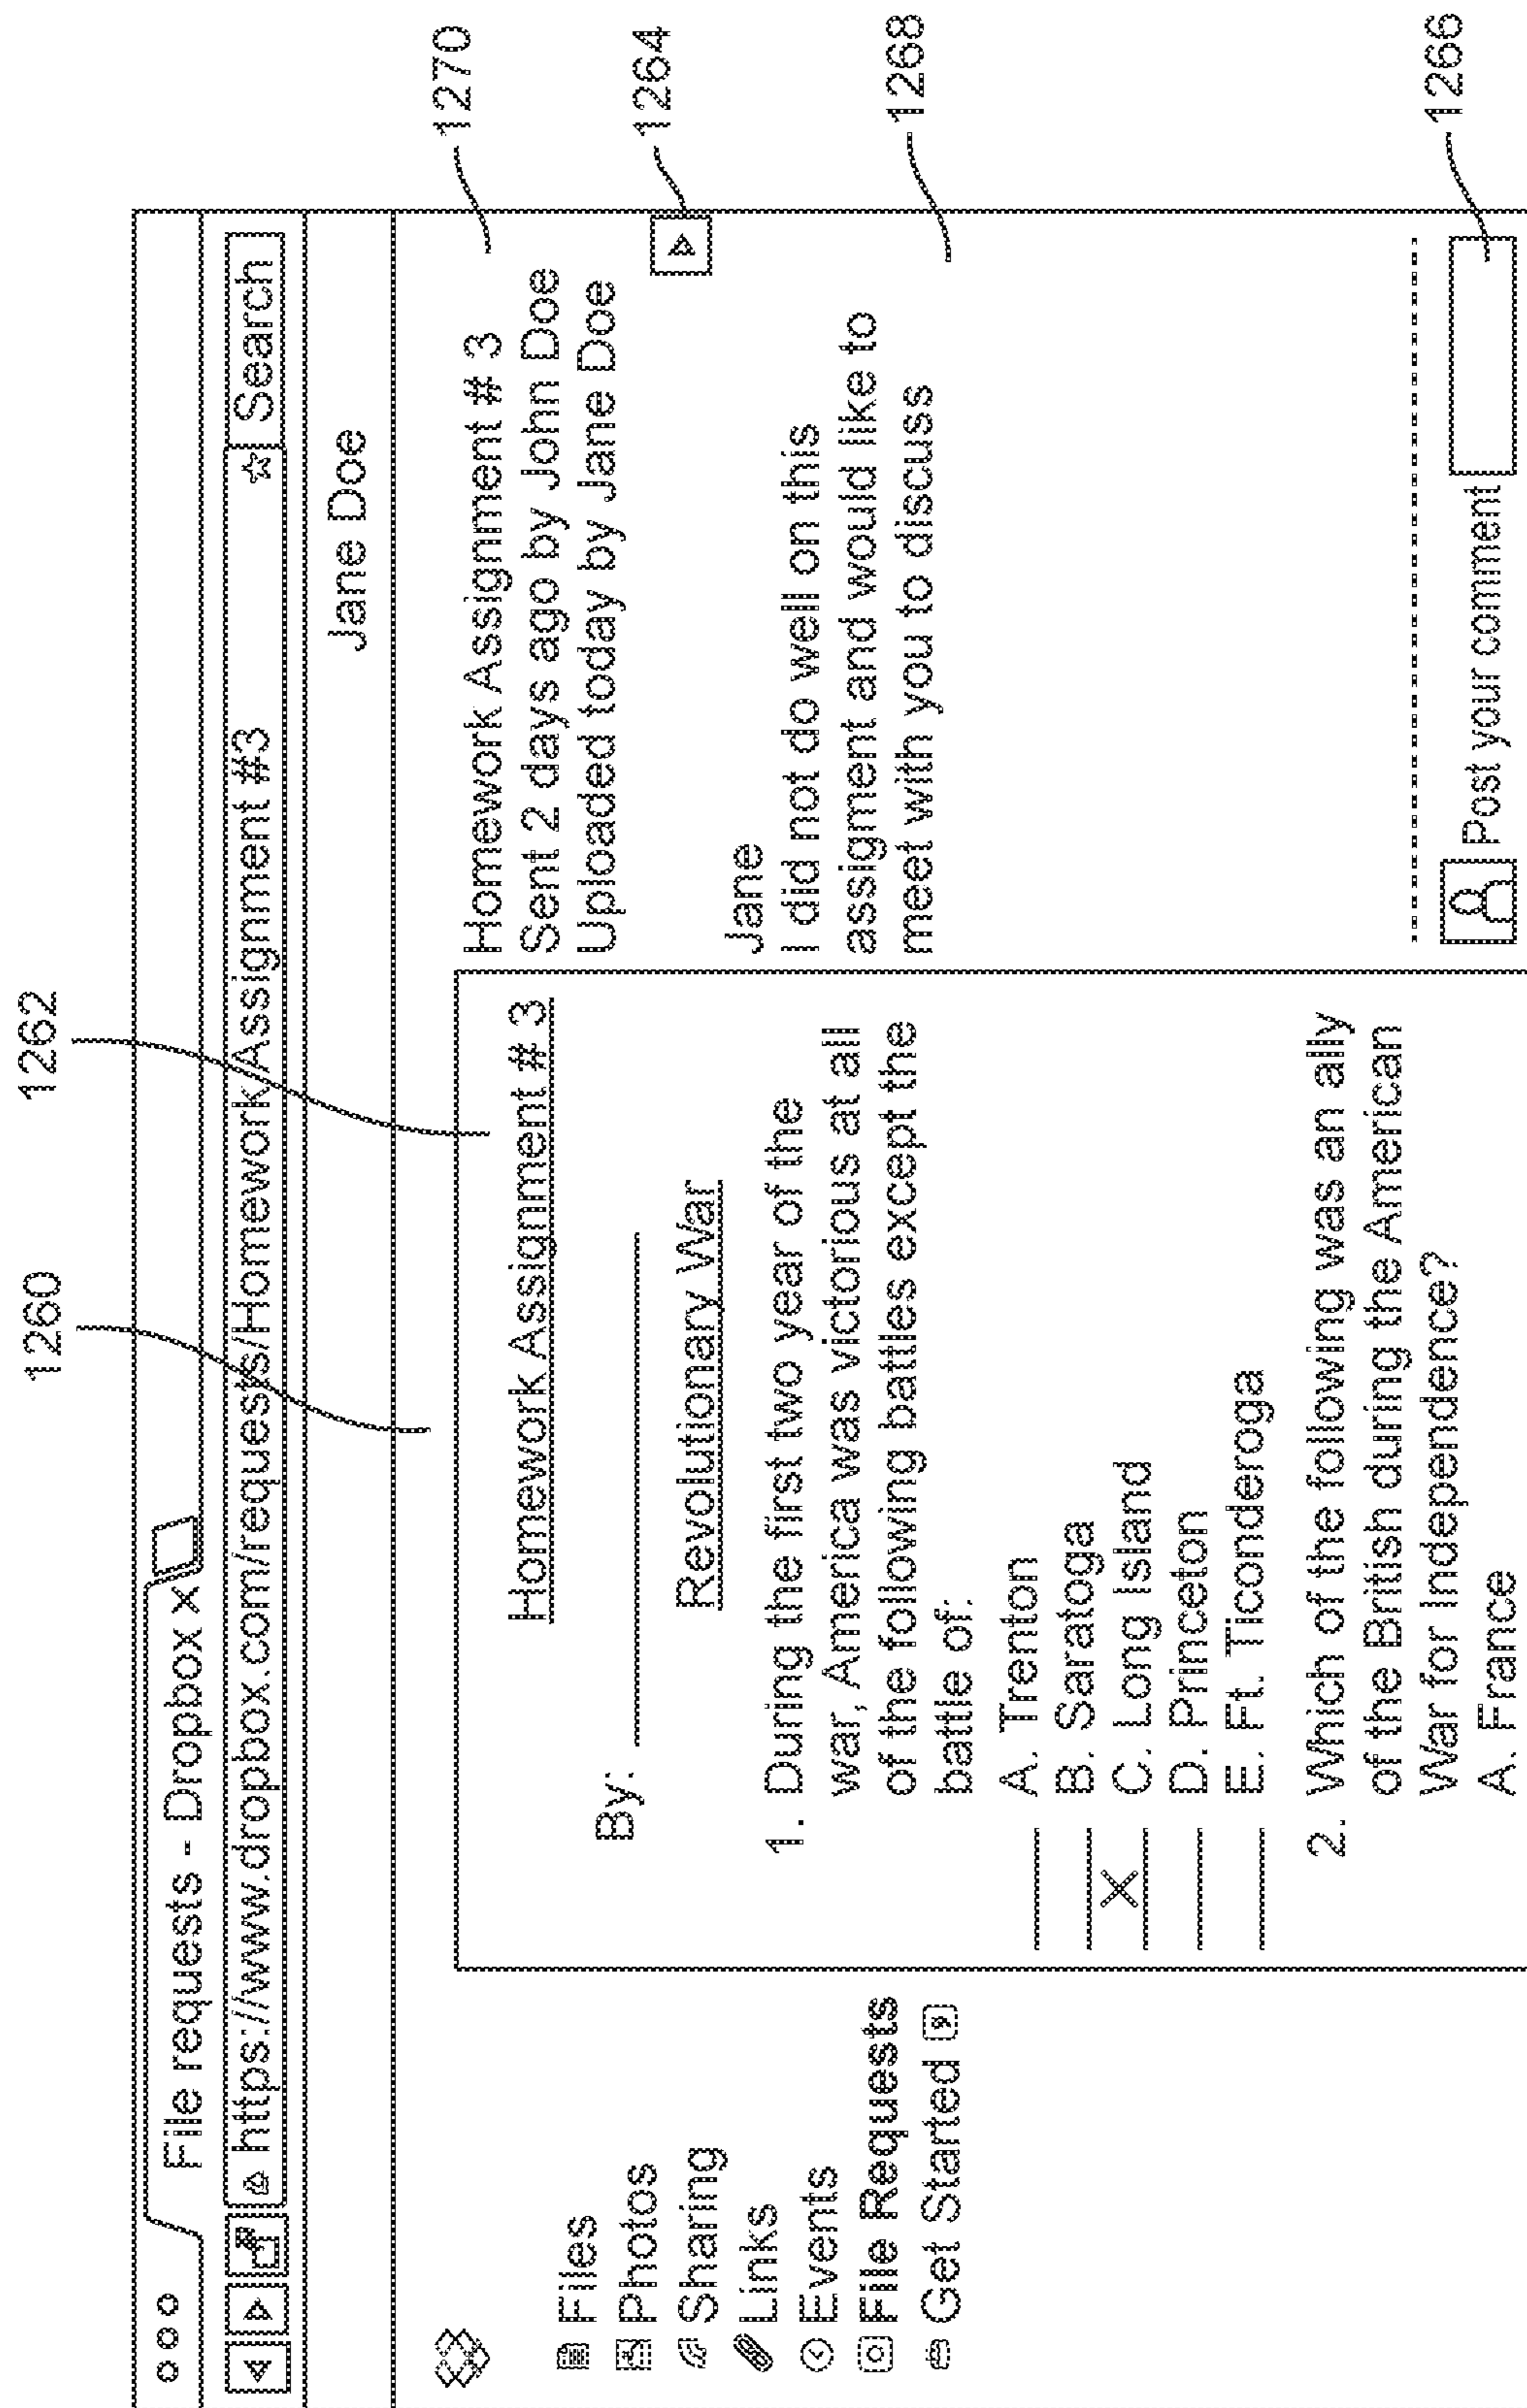 1260
1262
File requests - Dropbox X
https://www.dropbox.com/requests/HomeworkAssignment #3
Search
Jane Doe
Files
Photos
Sharing
Links
Events
File Requests
Get Started
Homework Assignment # 3
By:
Revolutionary War
1. During the first two year of the
war, America was victorious at all
of the following battles except the
battle of:
A. Trenton
B. Saratoga
X C. Long Island
D. Princeton
E. Ft. Ticonderoga
2. Which of the following was an ally
of the British during the American
War for Independence?
A. France
Homework Assignment # 3
Sent 2 days ago by John Doe
Uploaded today by Jane Doe
1270
1264
Jane
I did not do well on this
assigment and would like to
meet with you to discuss
1268
Post your comment
1266